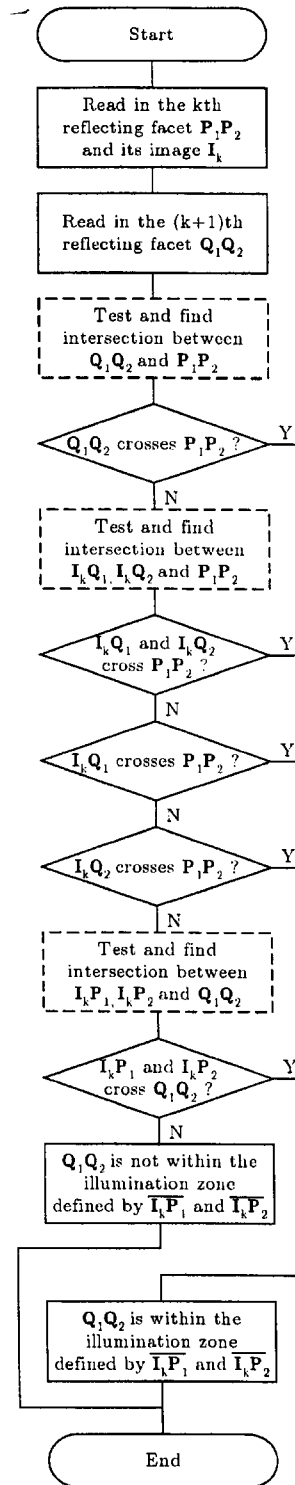 Start
Read in the kth
reflecting facet P₁P₂
and its image Iₖ
Read in the (k+1)th
reflecting facet Q₁Q₂
Test and find
intersection between
Q₁Q₂ and P₁P₂
Q₁Q₂ crosses P₁P₂ ?
Y
N
Test and find
intersection between
IₖQ₁, IₖQ₂ and P₁P₂
IₖQ₁ and IₖQ₂
cross P₁P₂ ?
Y
N
IₖQ₁ crosses P₁P₂ ?
Y
N
IₖQ₂ crosses P₁P₂ ?
Y
N
Test and find
intersection between
IₖP₁, IₖP₂ and Q₁Q₂
IₖP₁ and IₖP₂
cross Q₁Q₂ ?
Y
N
Q₁Q₂ is not within the
illumination zone
defined by IₖP₁ and IₖP₂
Q₁Q₂ is within the
illumination zone
defined by IₖP₁ and IₖP₂
End